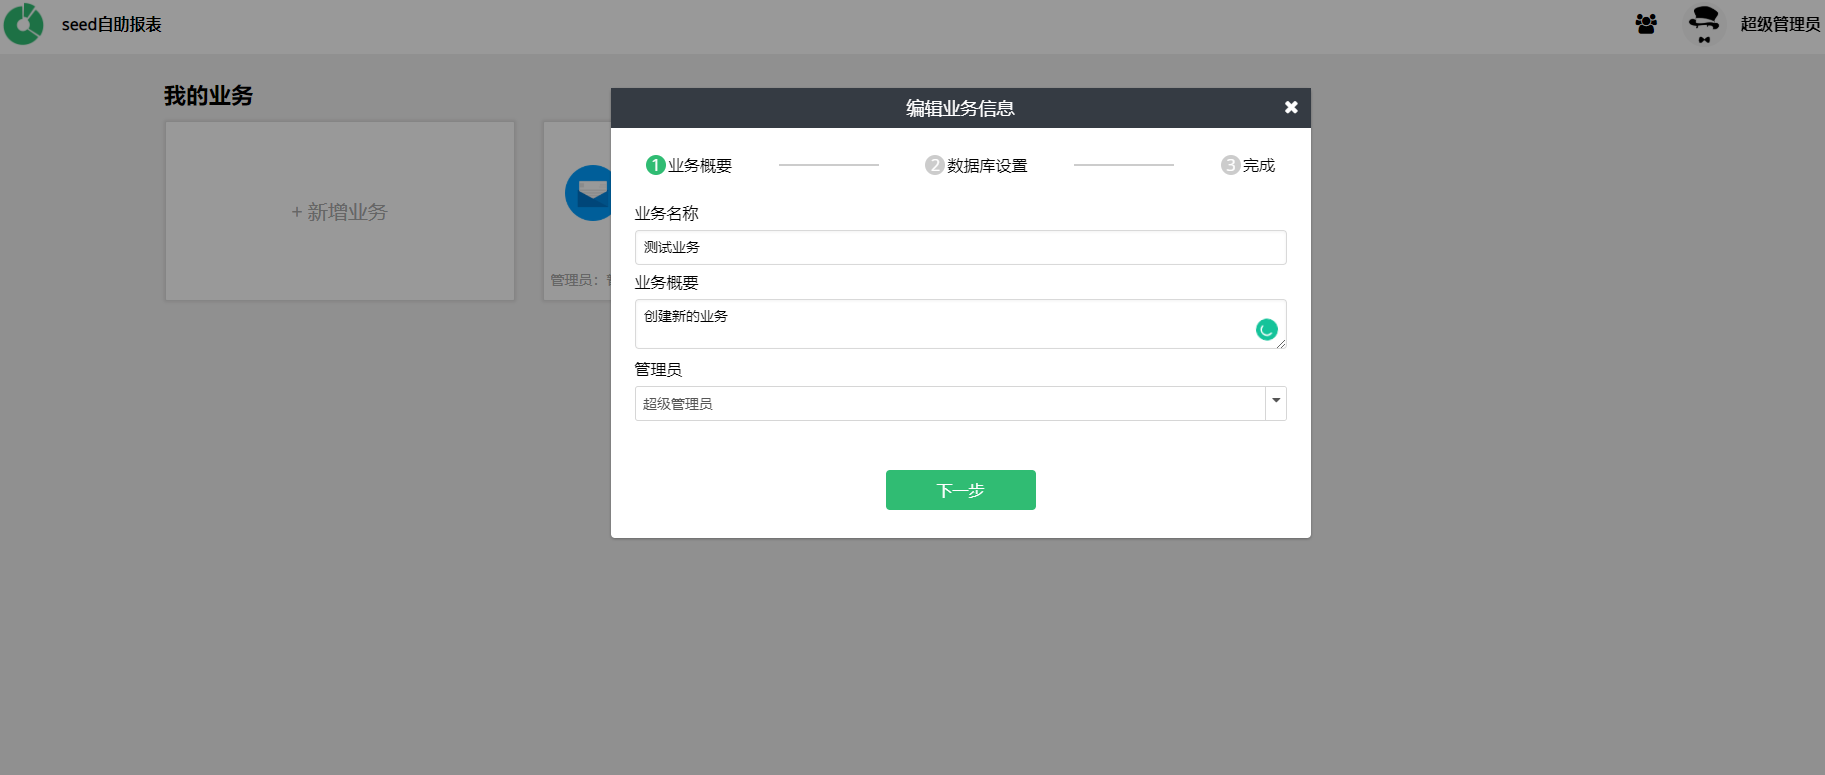 seed自助报表
超级管理员
我的业务
+ 新增业务
管理员：
编辑业务信息
1 业务概要
2 数据库设置
3 完成
业务名称
测试业务
业务概要
创建新的业务
管理员
超级管理员
下一步